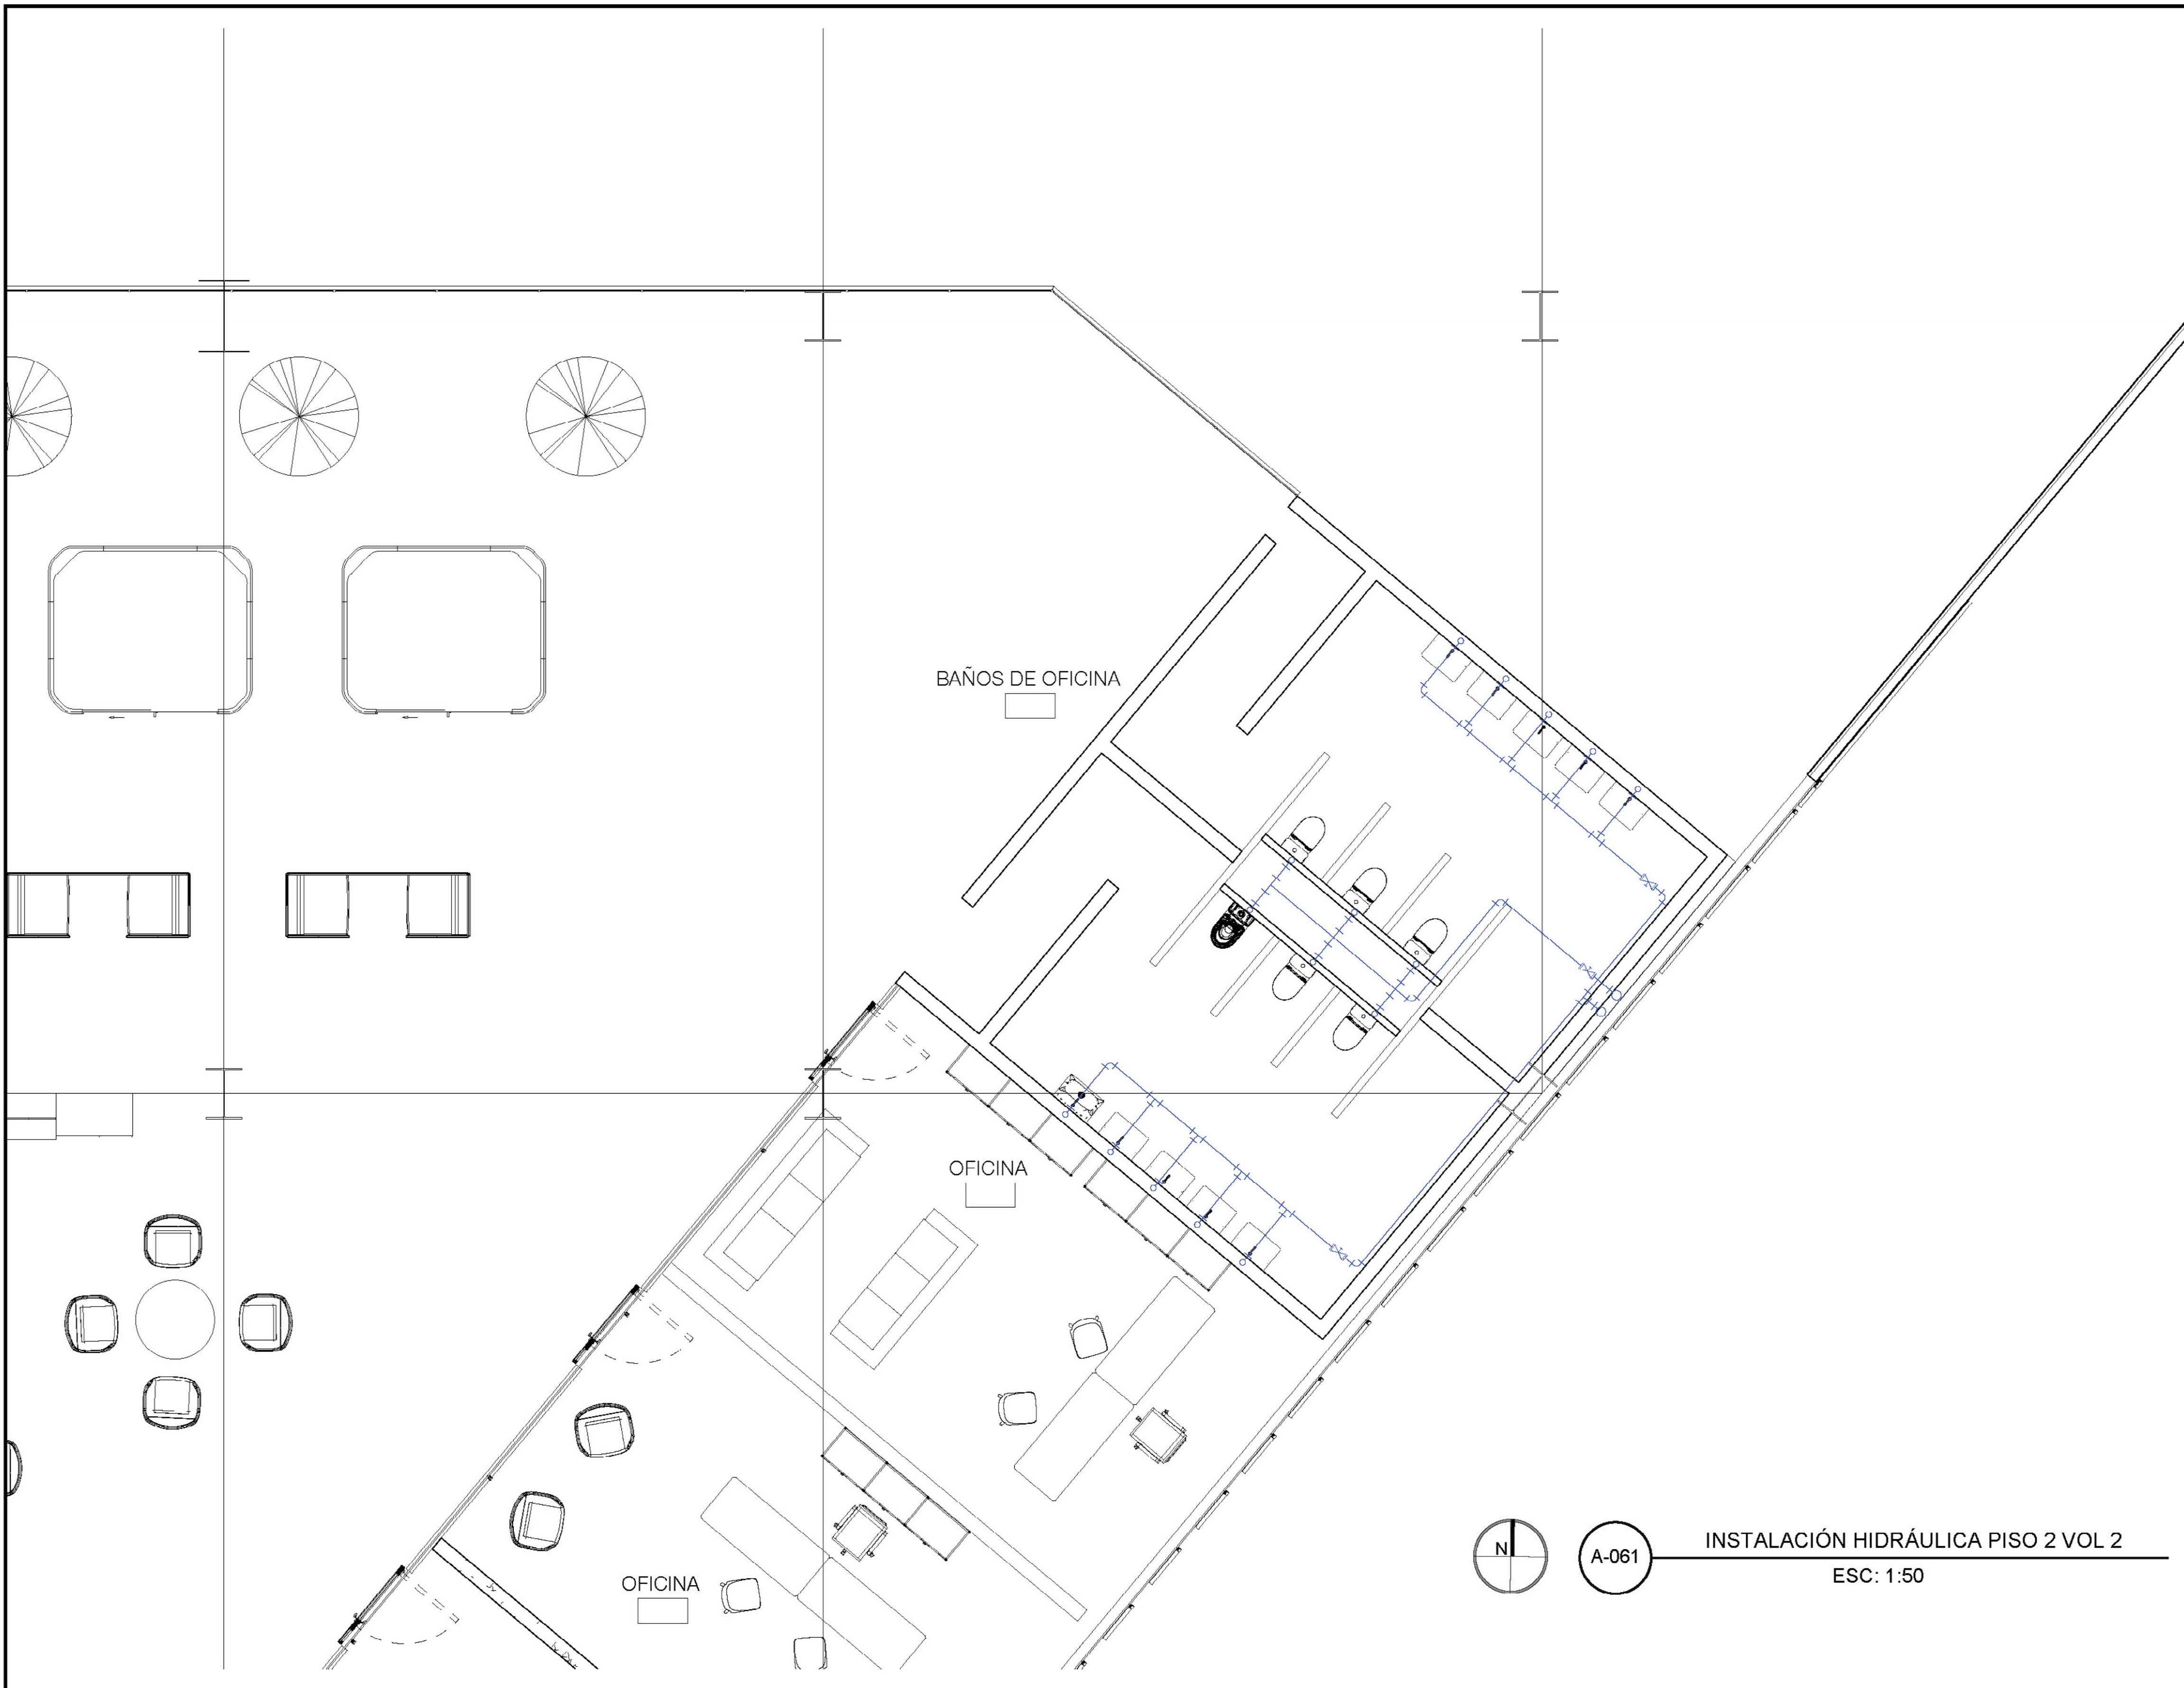 BAÑOS DE OFICINA
OFICINA
OFICINA
N
A-061
INSTALACIÓN HIDRÁULICA PISO 2 VOL 2
ESC: 1:50